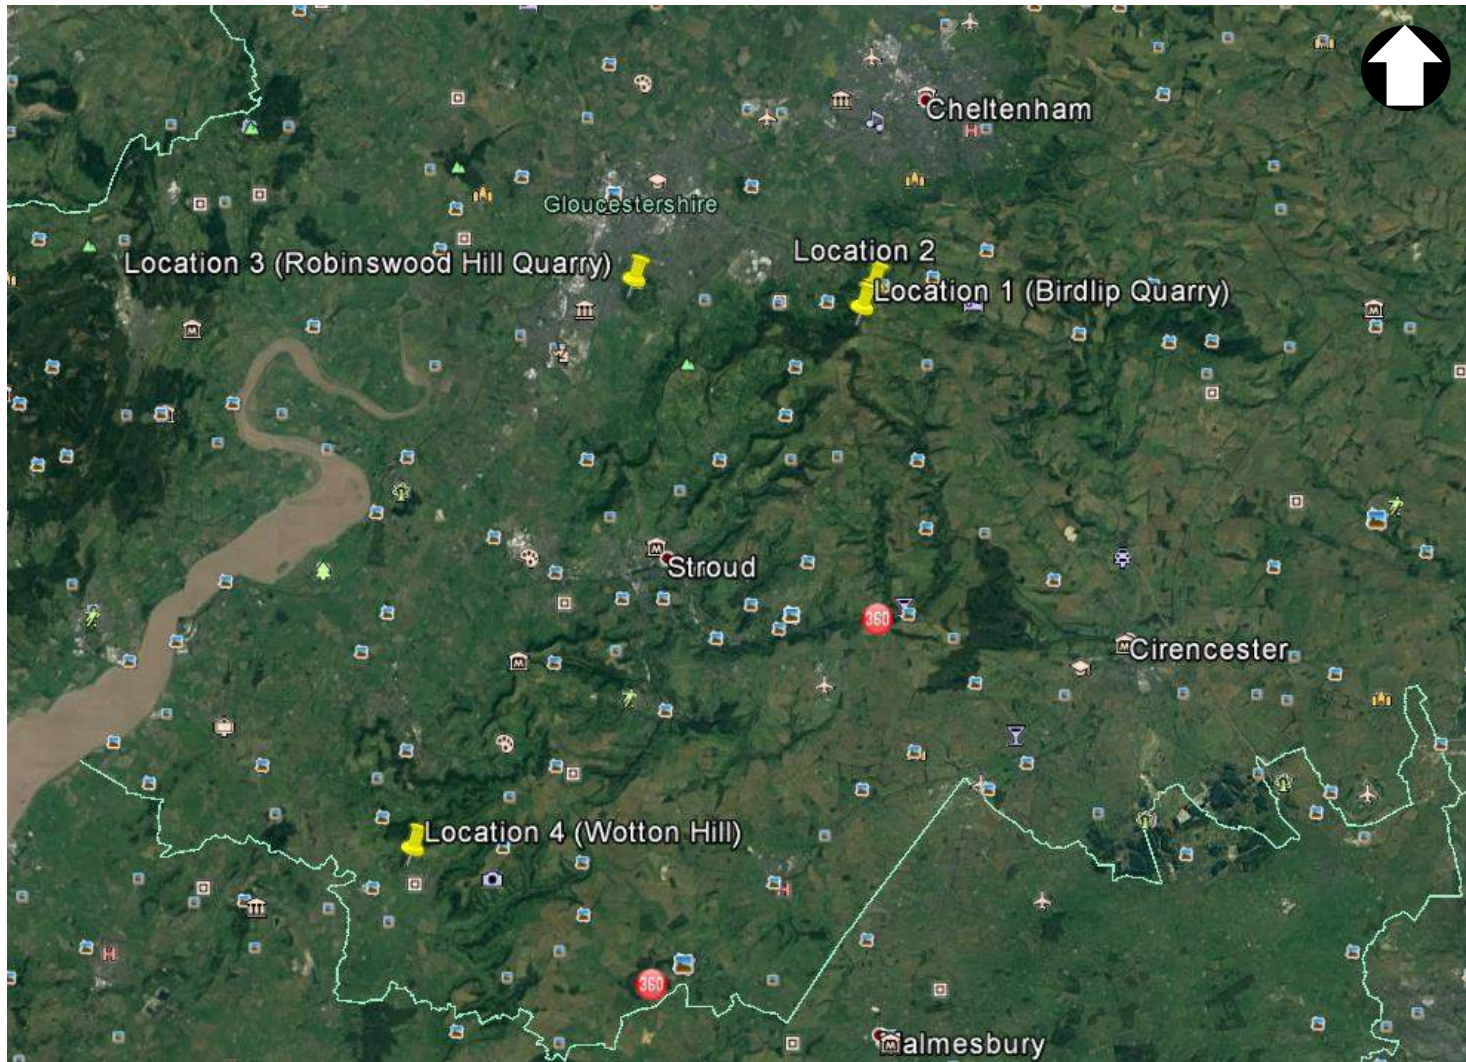 Cheltenham
Gloucestershire
Location 2
Location 3 (Robinswood Hill Quarry)
Location 1 (Birdlip Quarry)
Stroud
360
Cirencester
Location 4 (Wotton Hill)
360
Malmesbury